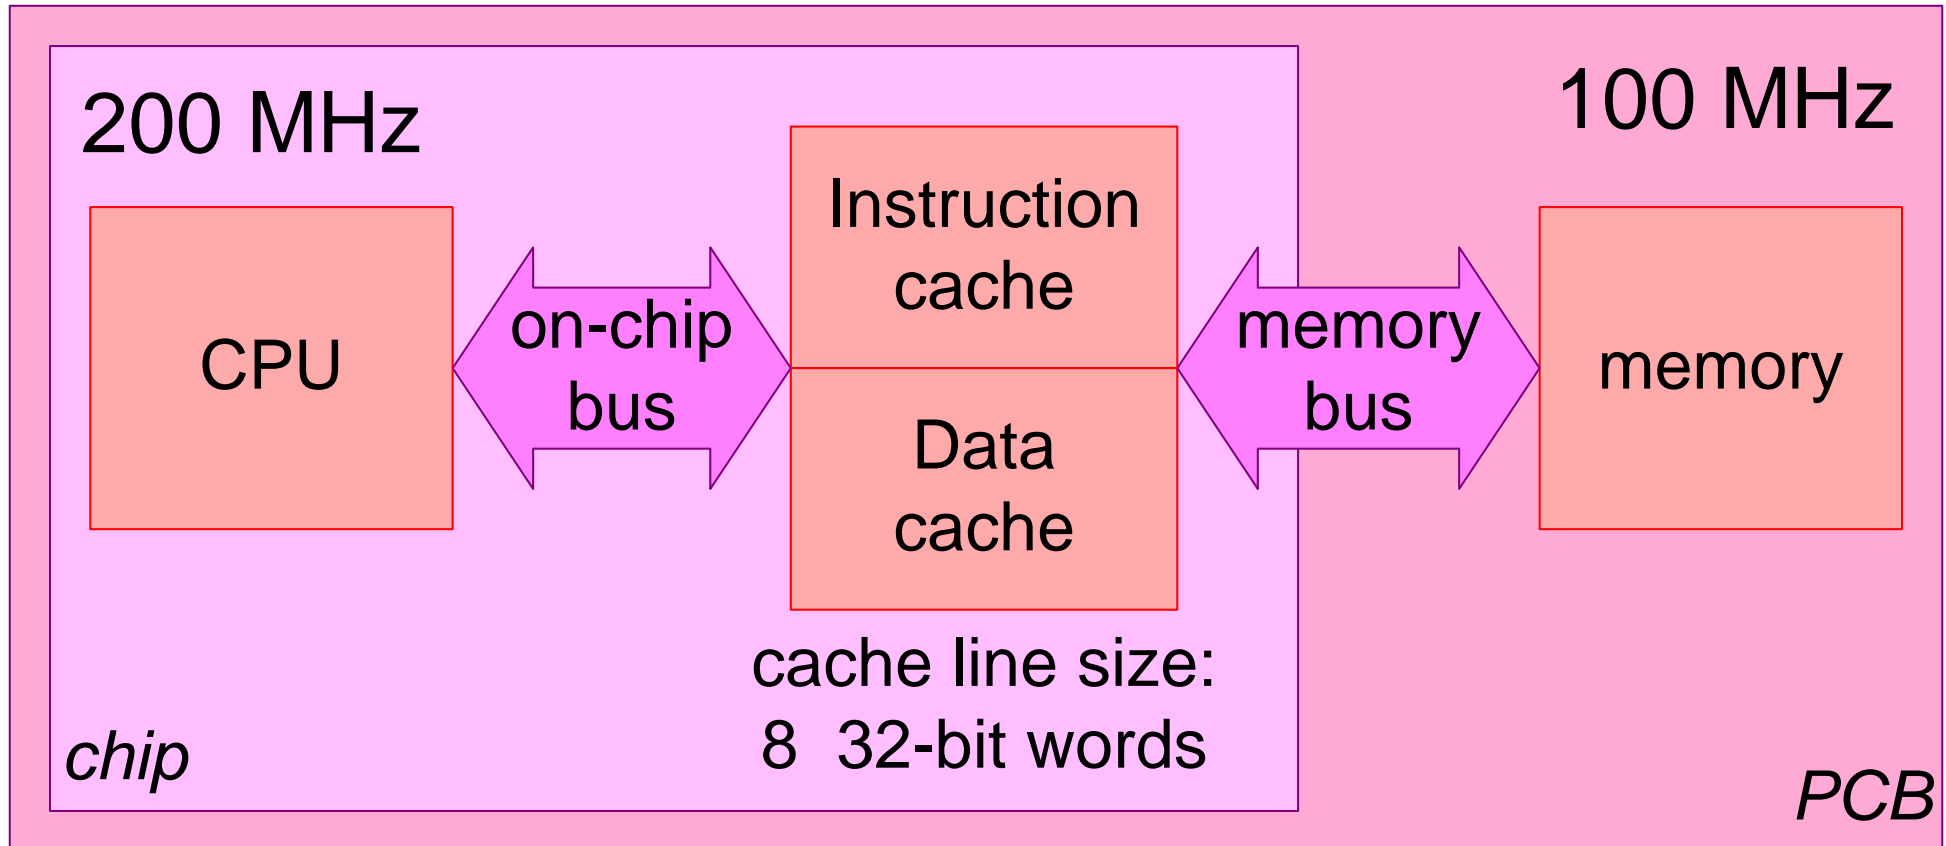 200 MHz
100 MHz
CPU
on-chip
bus
Instruction
cache
Data
cache
memory
bus
memory
cache line size:
8 32-bit words
chip
PCB